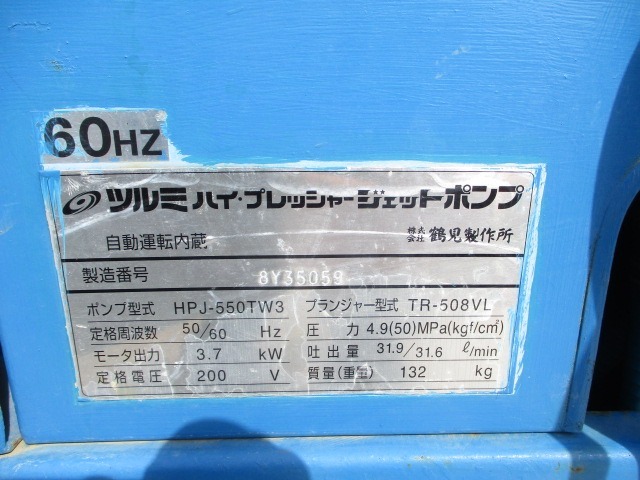 60HZ
ツルミハイ・プレッシャージェットポンプ
自動運転内蔵 株式会社 鶴見製作所
製造番号 8Y35059
ポンプ型式 HPJ-550TW3 プランジャー型式 TR-508VL
定格周波数 50/60 Hz 圧力 4.9(50)MPa(kgf/c㎡)
モータ出力 3.7 kW 吐出量 31.9/31.6 ℓ/min
定格電圧 200 V 質量(重量) 132 kg